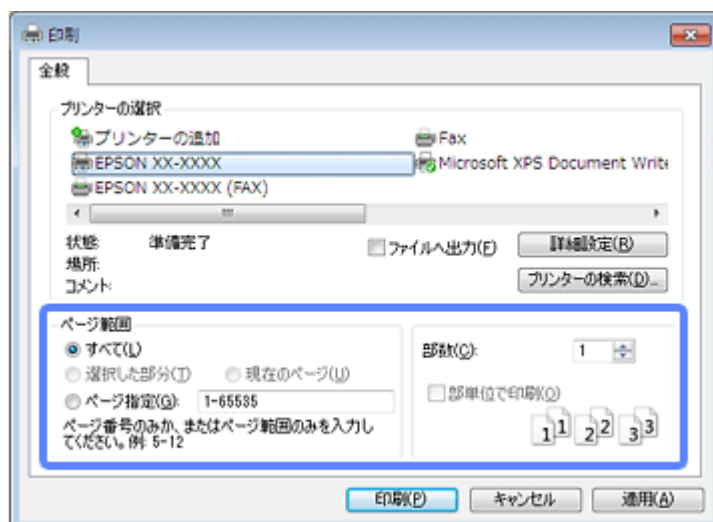 印刷
全般
プリンターの選択
プリンターの追加
Fax
EPSON XX-XXXX
Microsoft XPS Document Write
EPSON XX-XXXX (FAX)
状態: 準備完了
ファイルへ出力(F)
詳細設定(R)
場所:
コメント:
プリンターの検索(D)...
ページ範囲
すべて(L)
選択した部分(T)
現在のページ(U)
ページ指定(G): 1-65535
ページ番号のみか、またはページ範囲のみを入力し
てください。例: 5-12
部数(C): 1
部単位で印刷(O)
1 1 2 2 3 3
印刷(P)
キャンセル
適用(A)